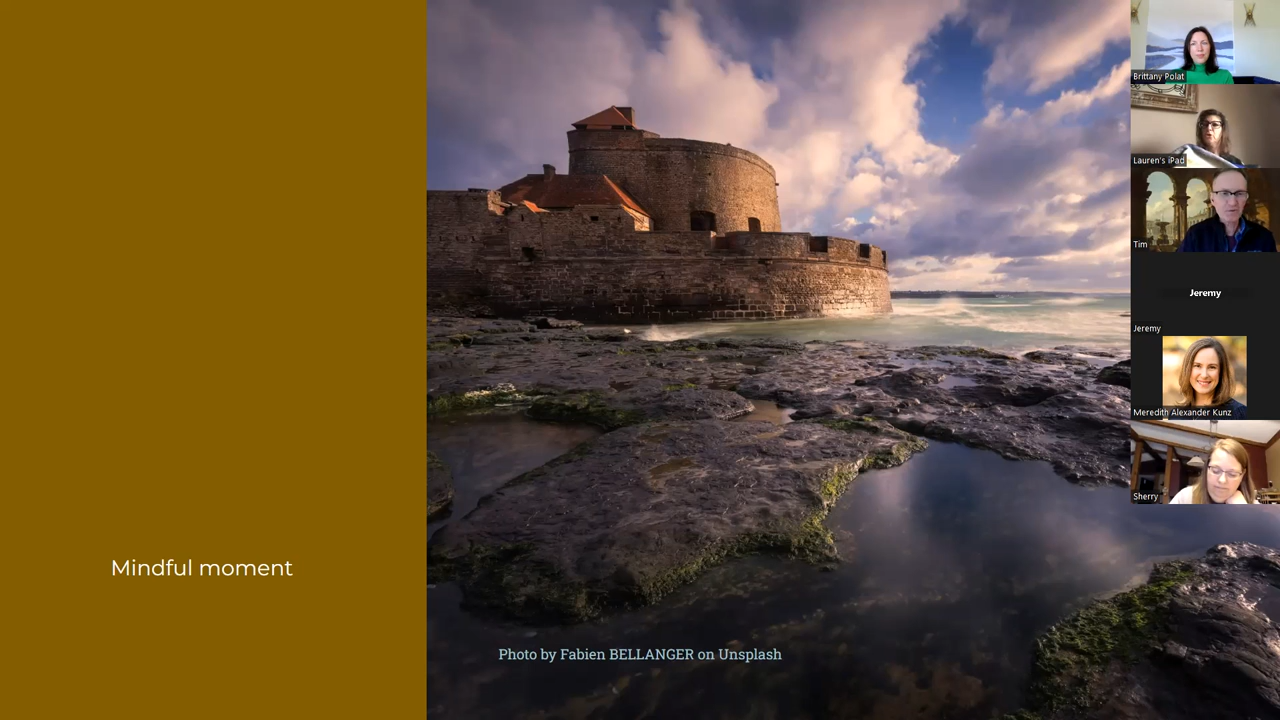 Mindful moment
Photo by Fabien BELLANGER on Unsplash
Brittany Polat
Lauren's iPad
Tim
Jeremy
Jeremy
Meredith Alexander Kunz
Sherry